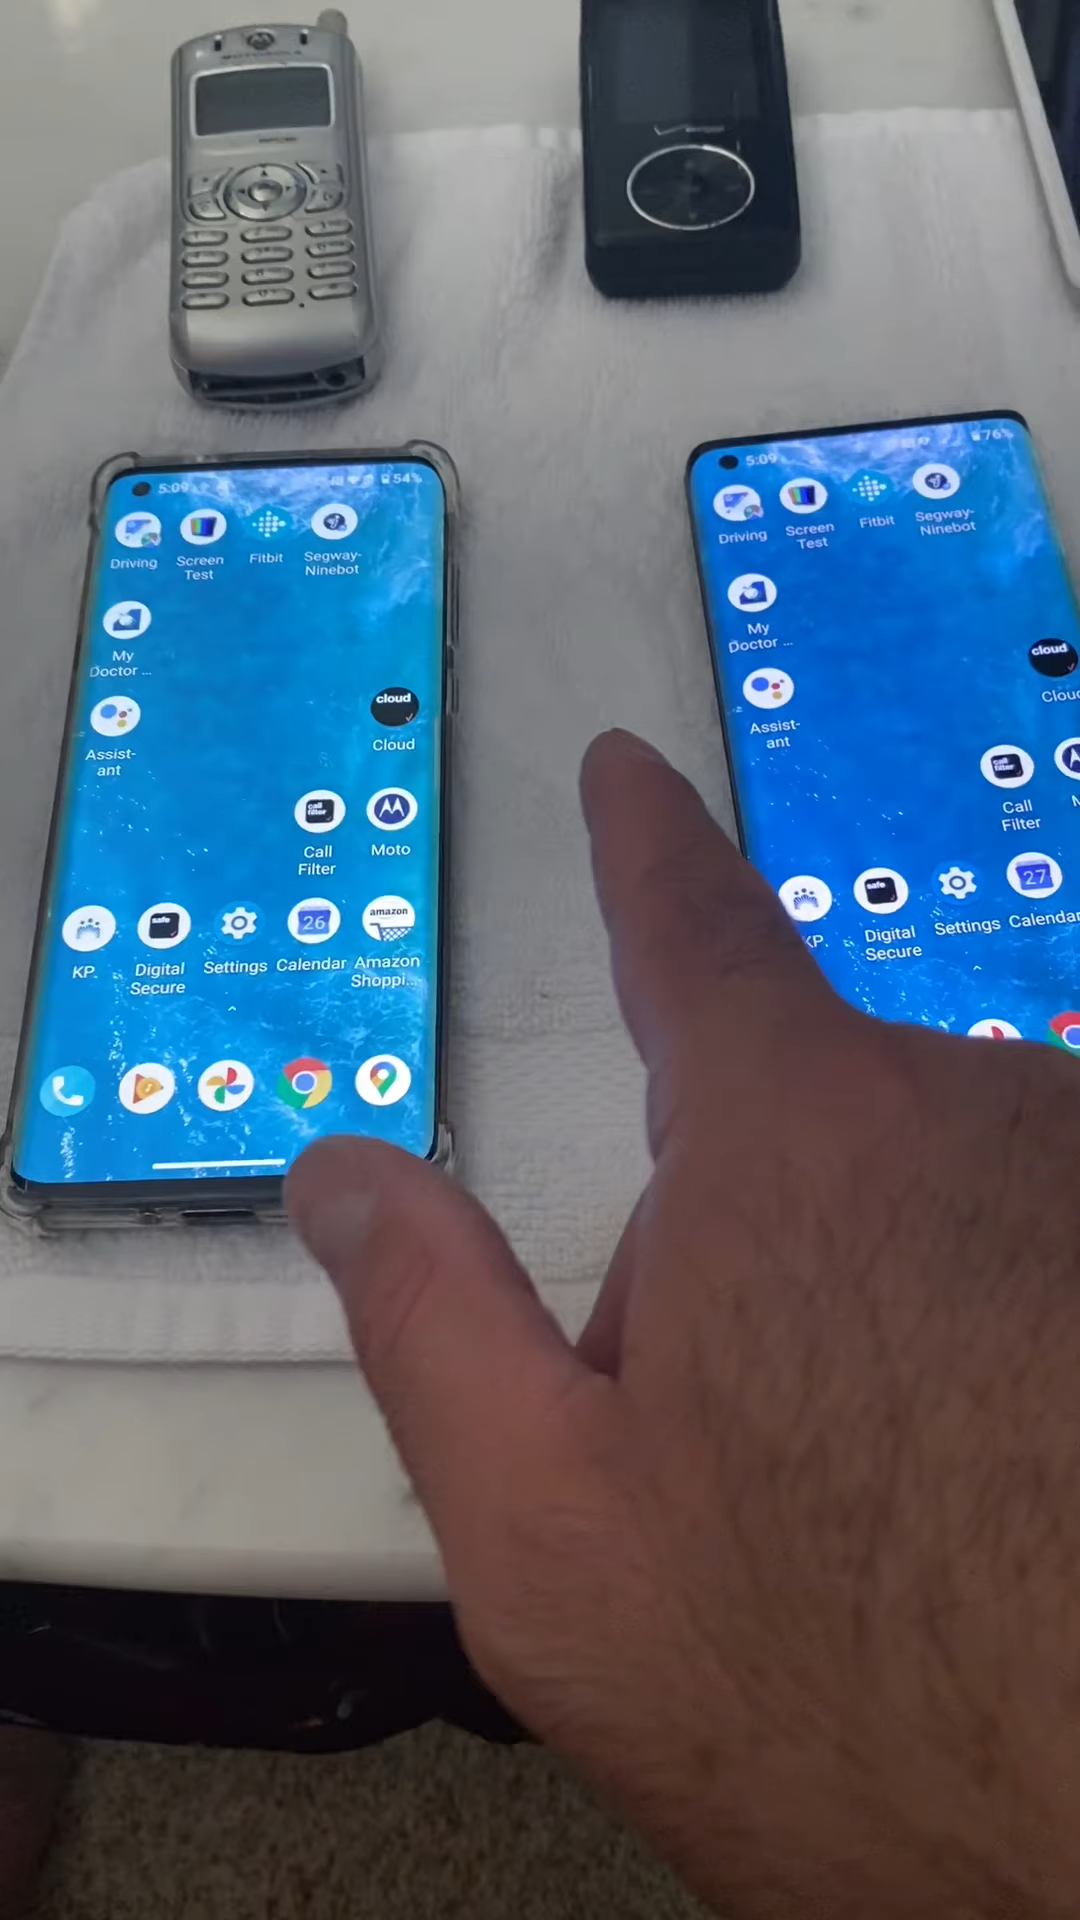 MOTOROLA
5:09
54%
Driving
Screen
Test
Fitbit
Segway-
Ninebot
My
Doctor ...
Assist-
ant
cloud
Cloud
call
filter
Call
Filter
Moto
KP.
safe
Digital
Secure
Settings
26
Calendar
amazon
Amazon
Shoppi...
5:09
76%
Driving
Screen
Test
Fitbit
Segway-
Ninebot
My
Doctor ...
Assist-
ant
cloud
Cloud
call
filter
Call
Filter
M
KP.
safe
Digital
Secure
Settings
27
Calendar